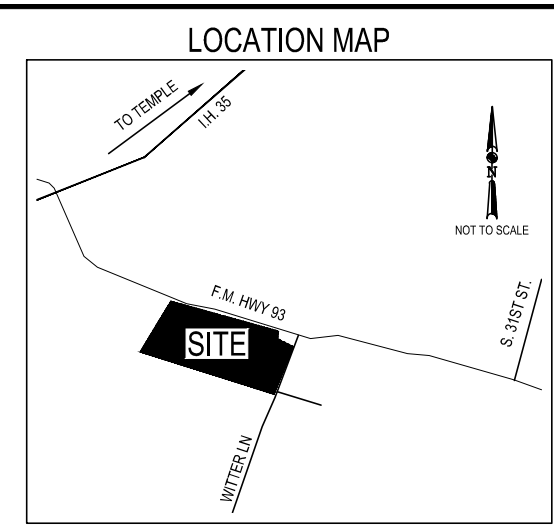 LOCATION MAP
TO TEMPLE
I.H. 35
N
NOT TO SCALE
F.M. HWY 93
S. 31ST ST.
SITE
WITTER LN